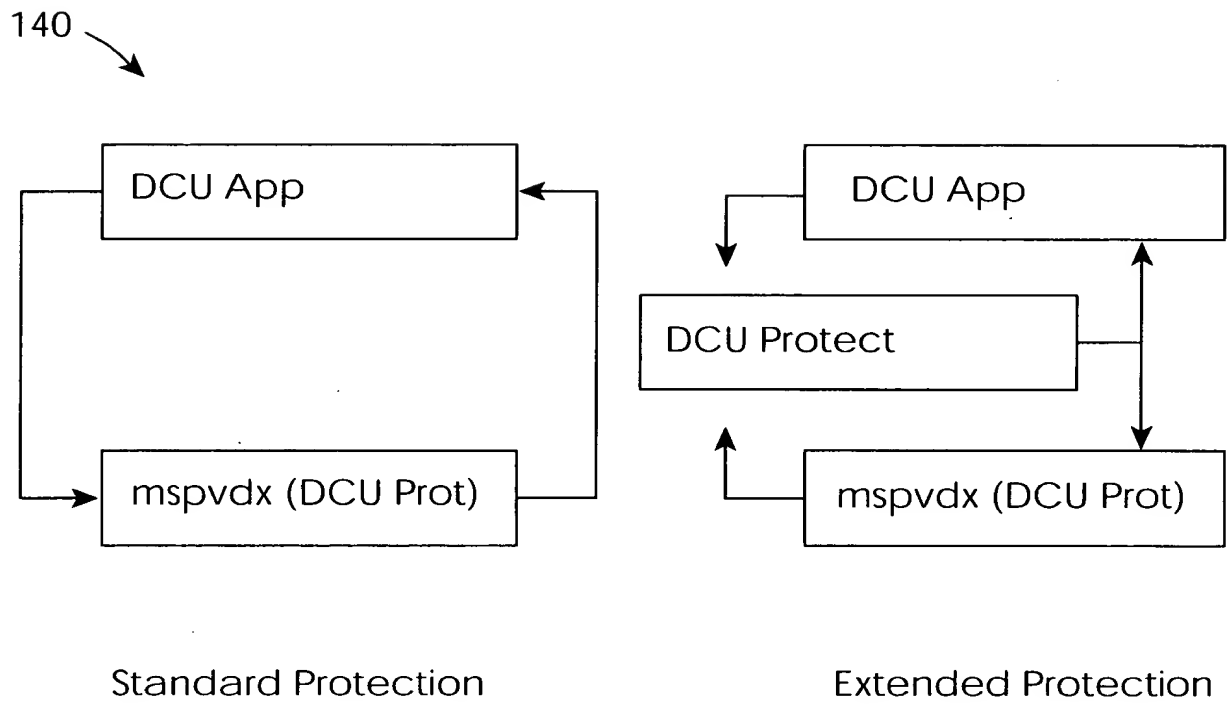 140
DCU App
mspvdx (DCU Prot)
Standard Protection
DCU App
DCU Protect
mspvdx (DCU Prot)
Extended Protection